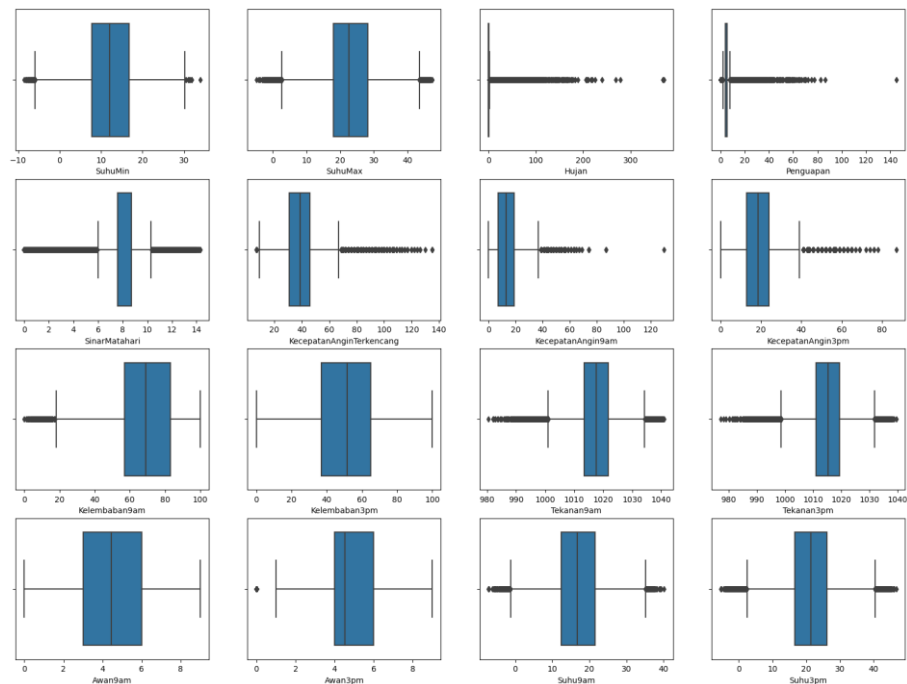 −10 0 10 20 30
SuhuMin
0 20 40
SuhuMax
0 100 200 300
Hujan
0 20 40 60 80 100 120 140
Penguapan
0 2 4 6 8 10 12 14
SinarMatahari
20 40 60 80 100 120 140
KecepatanAnginTerkencang
0 20 40 60 80 100 120
KecepatanAngin9am
0 20 40 60 80
KecepatanAngin3pm
0 20 40 60 80 100
Kelembaban9am
0 20 40 60 80 100
Kelembaban3pm
980 990 1000 1010 1020 1030 1040
Tekanan9am
980 990 1000 1010 1020 1030 1040
Tekanan3pm
0 2 4 6 8
Awan9am
0 2 4 6 8
Awan3pm
0 10 20 30 40
Suhu9am
0 10 20 30 40
Suhu3pm